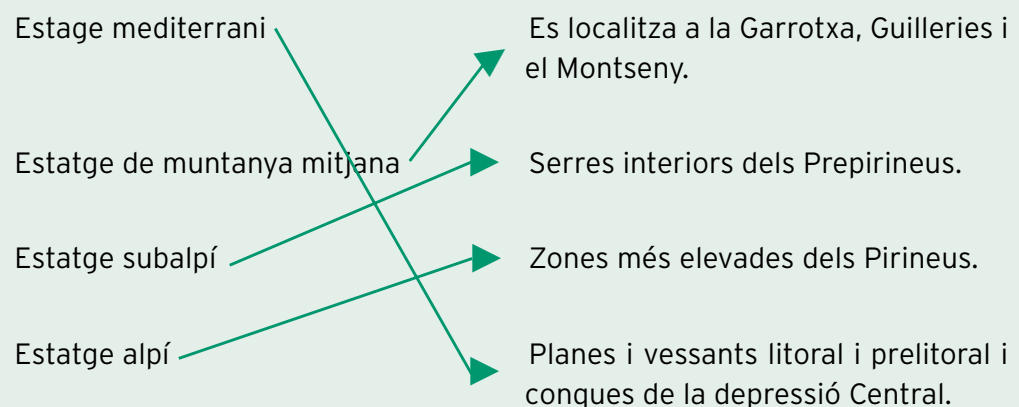 Estage mediterrani
Es localitza a la Garrotxa, Guilleries i
el Montseny.
Estatge de muntanya mitjana
Serres interiors dels Prepirineus.
Estatge subalpí
Zones més elevades dels Pirineus.
Estatge alpí
Planes i vessants litoral i prelitoral i
conques de la depressió Central.